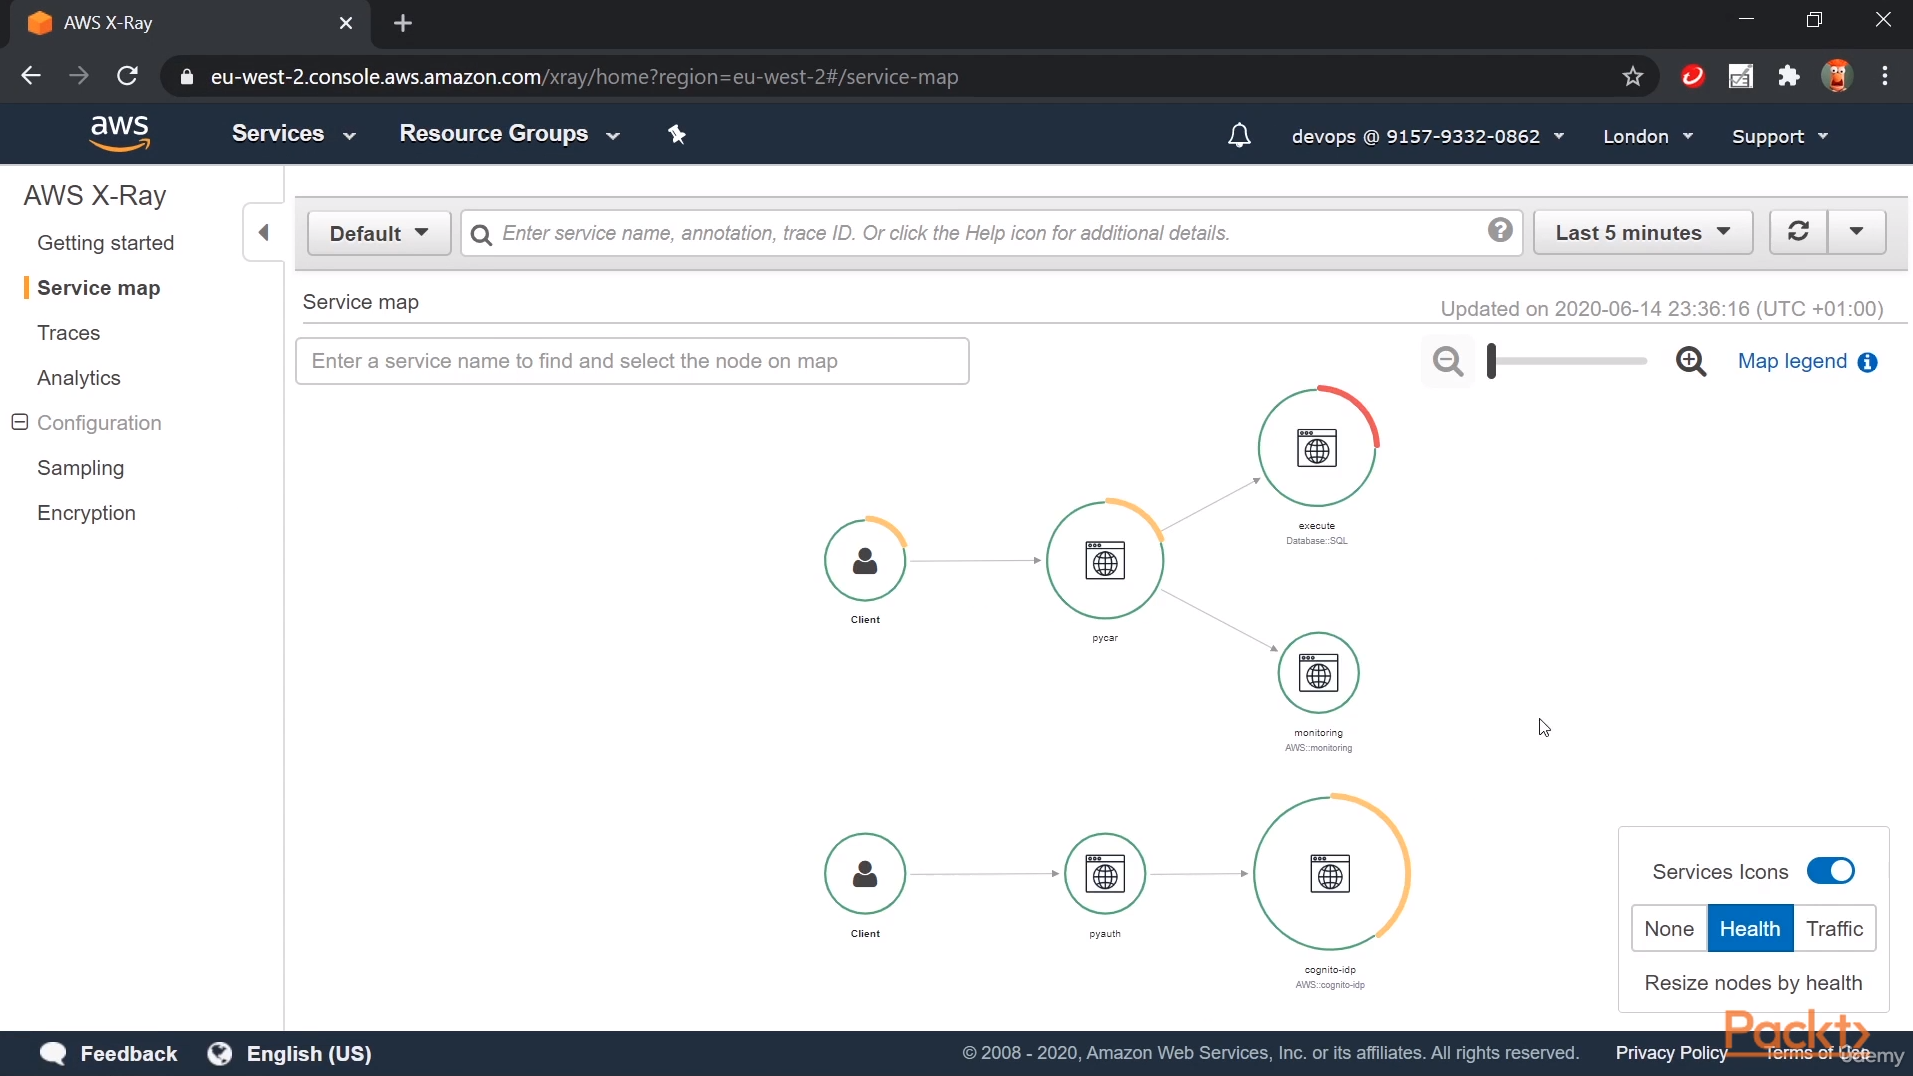 AWS X-Ray
eu-west-2.console.aws.amazon.com/xray/home?region=eu-west-2#/service-map
aws Services Resource Groups devops @ 9157-9332-0862 London Support
AWS X-Ray
Getting started
Service map
Traces
Analytics
Configuration
Sampling
Encryption
Default Enter service name, annotation, trace ID. Or click the Help icon for additional details. ? Last 5 minutes
Service map
Updated on 2020-06-14 23:36:16 (UTC +01:00)
Enter a service name to find and select the node on map
Map legend i
execute
Database::SQL
Client
pycar
monitoring
AWS::monitoring
Client
pyauth
cognito-idp
AWS::cognito-idp
Services Icons
None Health Traffic
Resize nodes by health
Packt>
Feedback English (US) © 2008 - 2020, Amazon Web Services, Inc. or its affiliates. All rights reserved. Privacy Policy Terms of Use
udemy